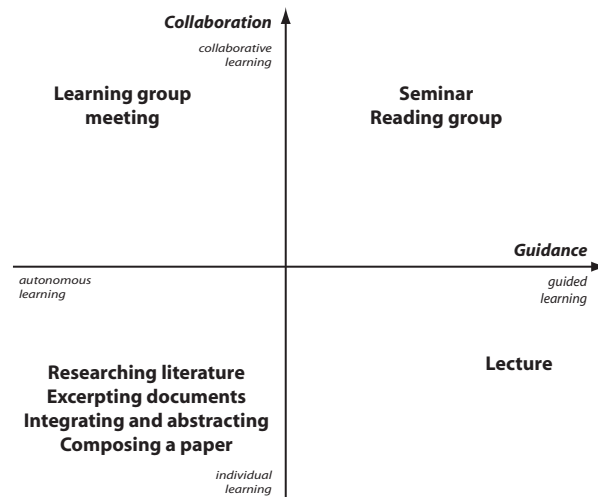 Collaboration
collaborative
learning
Learning group
meeting
Seminar
Reading group
Guidance
autonomous
learning
guided
learning
Lecture
Researching literature
Excerpting documents
Integrating and abstracting
Composing a paper
individual
learning